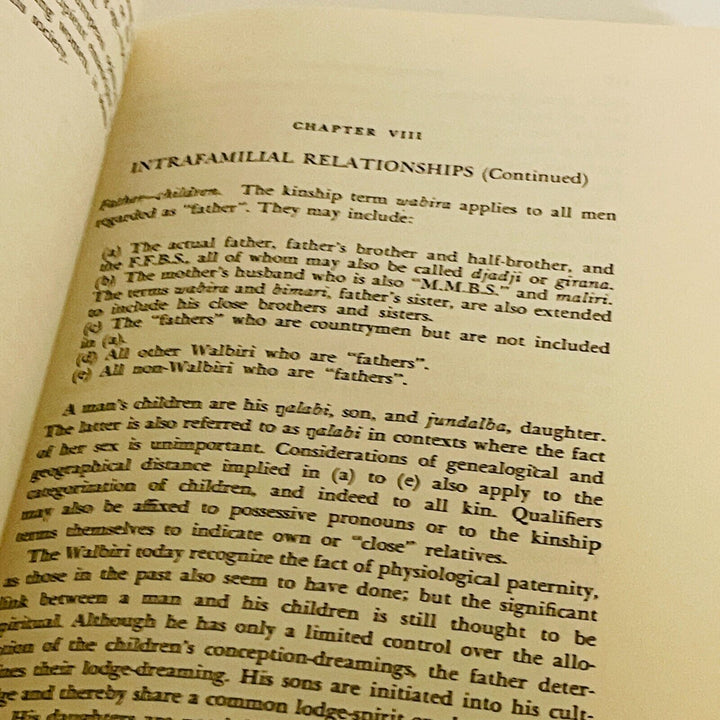 CHAPTER VIII
INTRAFAMILIAL RELATIONSHIPS (Continued)
Father—children. The kinship term wabira applies to all men
regarded as "father". They may include:
(a) The actual father, father's brother and half-brother, and
the F.F.B.S., all of whom may also be called djadji or girana.
(b) The mother's husband who is also "M.M.B.S." and maliri.
The terms wabira and bimari, father's sister, are also extended
to include his close brothers and sisters.
(c) The "fathers" who are countrymen but are not included
in (a).
(d) All other Walbiri who are "fathers".
(e) All non-Walbiri who are "fathers".
A man's children are his ŋalabi, son, and jundalba, daughter.
The latter is also referred to as ŋalabi in contexts where the fact
of her sex is unimportant. Considerations of genealogical and
geographical distance implied in (a) to (e) also apply to the
categorization of children, and indeed to all kin. Qualifiers
may also be affixed to possessive pronouns or to the kinship
terms themselves to indicate own or "close" relatives.
The Walbiri today recognize the fact of physiological paternity,
as those in the past also seem to have done; but the significant
link between a man and his children is still thought to be
spiritual. Although he has only a limited control over the allo-
tion of the children's conception-dreamings, the father deter-
ines their lodge-dreaming. His sons are initiated into his cult-
ge and thereby share a common lodge-spirit
His daughters are